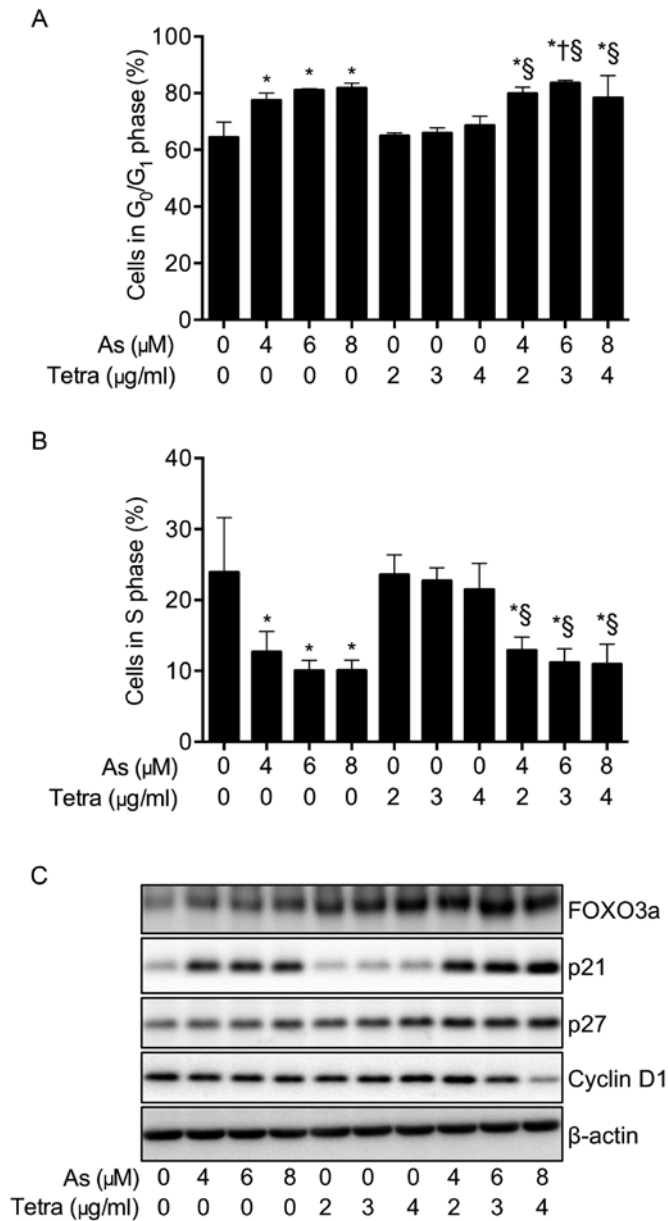 A
Cells in G0/G1 phase (%)
100
80
60
40
20
0
* * * *§ *†§ *§
As (µM) 0 4 6 8 0 0 0 4 6 8
Tetra (µg/ml) 0 0 0 0 2 3 4 2 3 4
B
Cells in S phase (%)
40
30
20
10
0
* * * *§ *§ *§
As (µM) 0 4 6 8 0 0 0 4 6 8
Tetra (µg/ml) 0 0 0 0 2 3 4 2 3 4
C
FOXO3a
p21
p27
Cyclin D1
β-actin
As (µM) 0 4 6 8 0 0 0 4 6 8
Tetra (µg/ml) 0 0 0 0 2 3 4 2 3 4